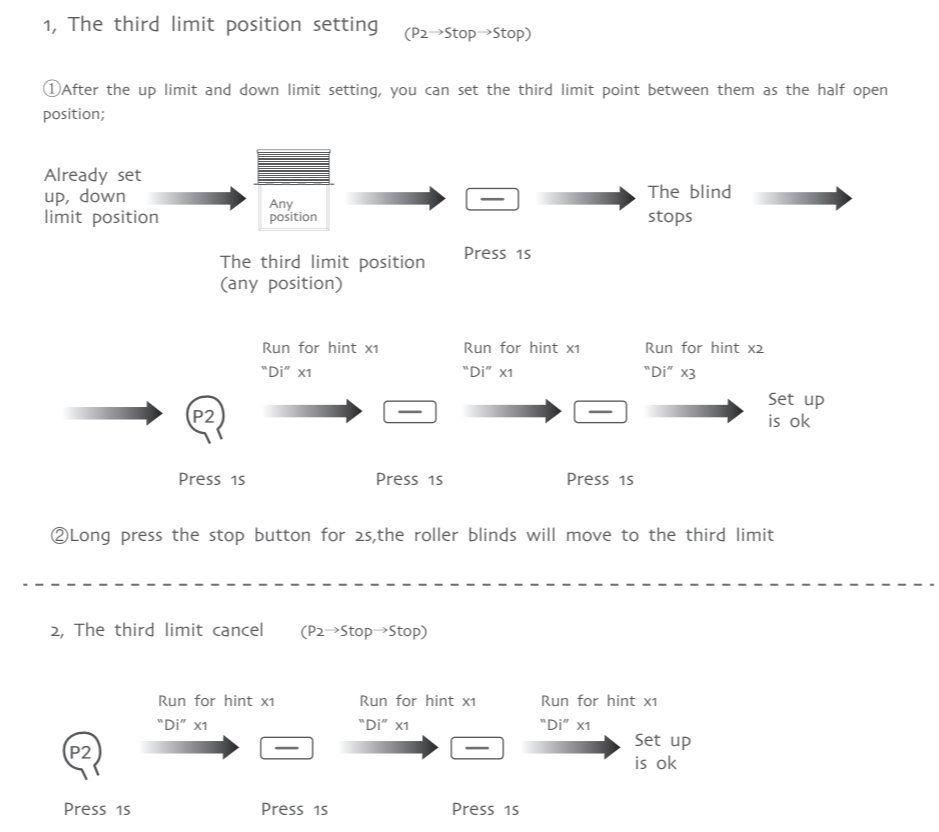 1, The third limit position setting (P2→Stop→Stop)
①After the up limit and down limit setting, you can set the third limit point between them as the half open
position;
Already set
up, down
limit position
Any
position
The third limit position
(any position)
Press 1s
The blind
stops
Run for hint x1
"Di" x1
Run for hint x1
"Di" x1
Run for hint x2
"Di" x3
P2
Set up
is ok
Press 1s
Press 1s
Press 1s
②Long press the stop button for 2s,the roller blinds will move to the third limit
2, The third limit cancel (P2→Stop→Stop)
Run for hint x1
"Di" x1
Run for hint x1
"Di" x1
Run for hint x1
"Di" x1
P2
Set up
is ok
Press 1s
Press 1s
Press 1s